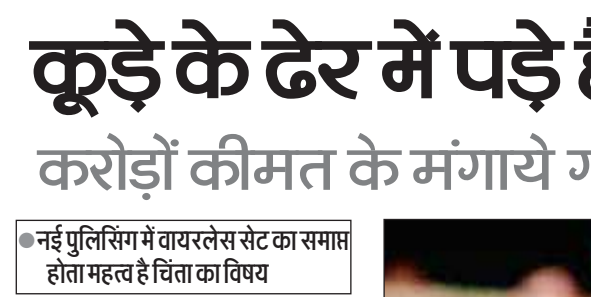 कूड़े के ढेर में पड़े
करोड़ों कीमत के मंगाये
नई पुलिसिंग में वायरलेस सेट का समाप्त
होता महत्व है चिंता का विषय